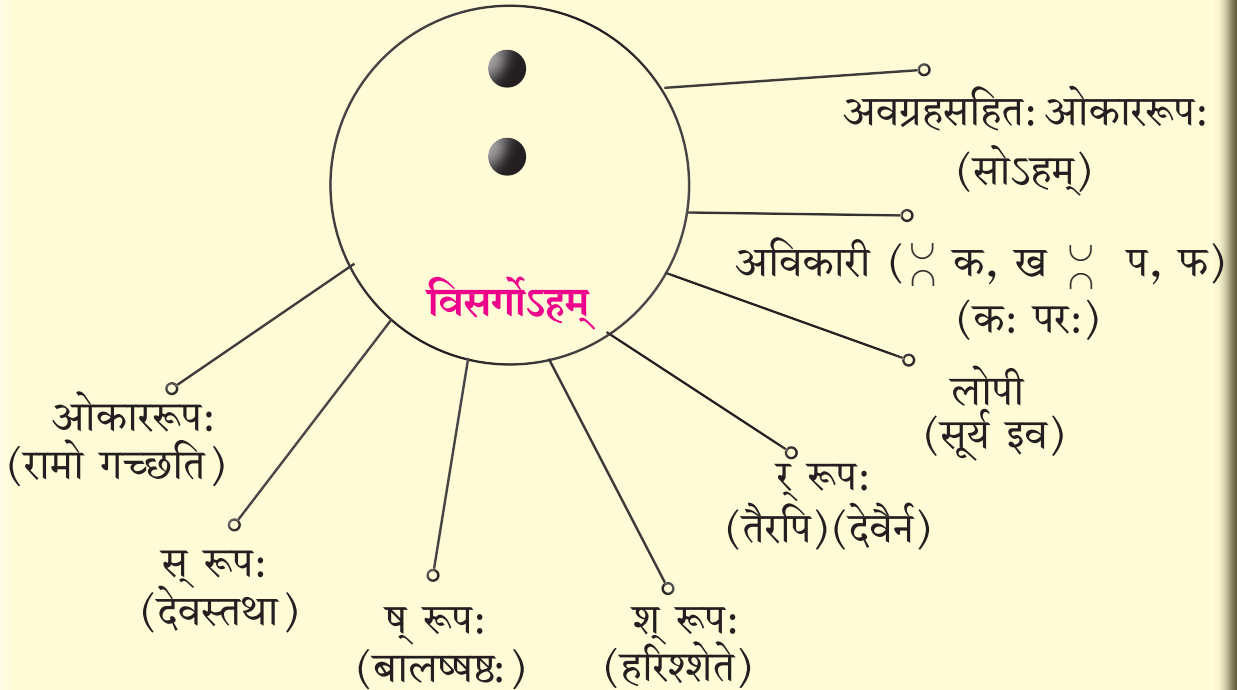 अवग्रहसहित: ओकाररूप:
(सोऽहम्)
अविकारी (ᳵ क, ख ᳶ प, फ)
(क: पर:)
विसर्गोऽहम्
लोपी
(सूर्य इव)
ओकाररूप:
(रामो गच्छति)
र् रूप:
(तैरपि)(देवैर्न)
स् रूप:
(देवस्तथा)
ष् रूप:
(बालष्षष्ठ:)
श् रूप:
(हरिश्शेते)